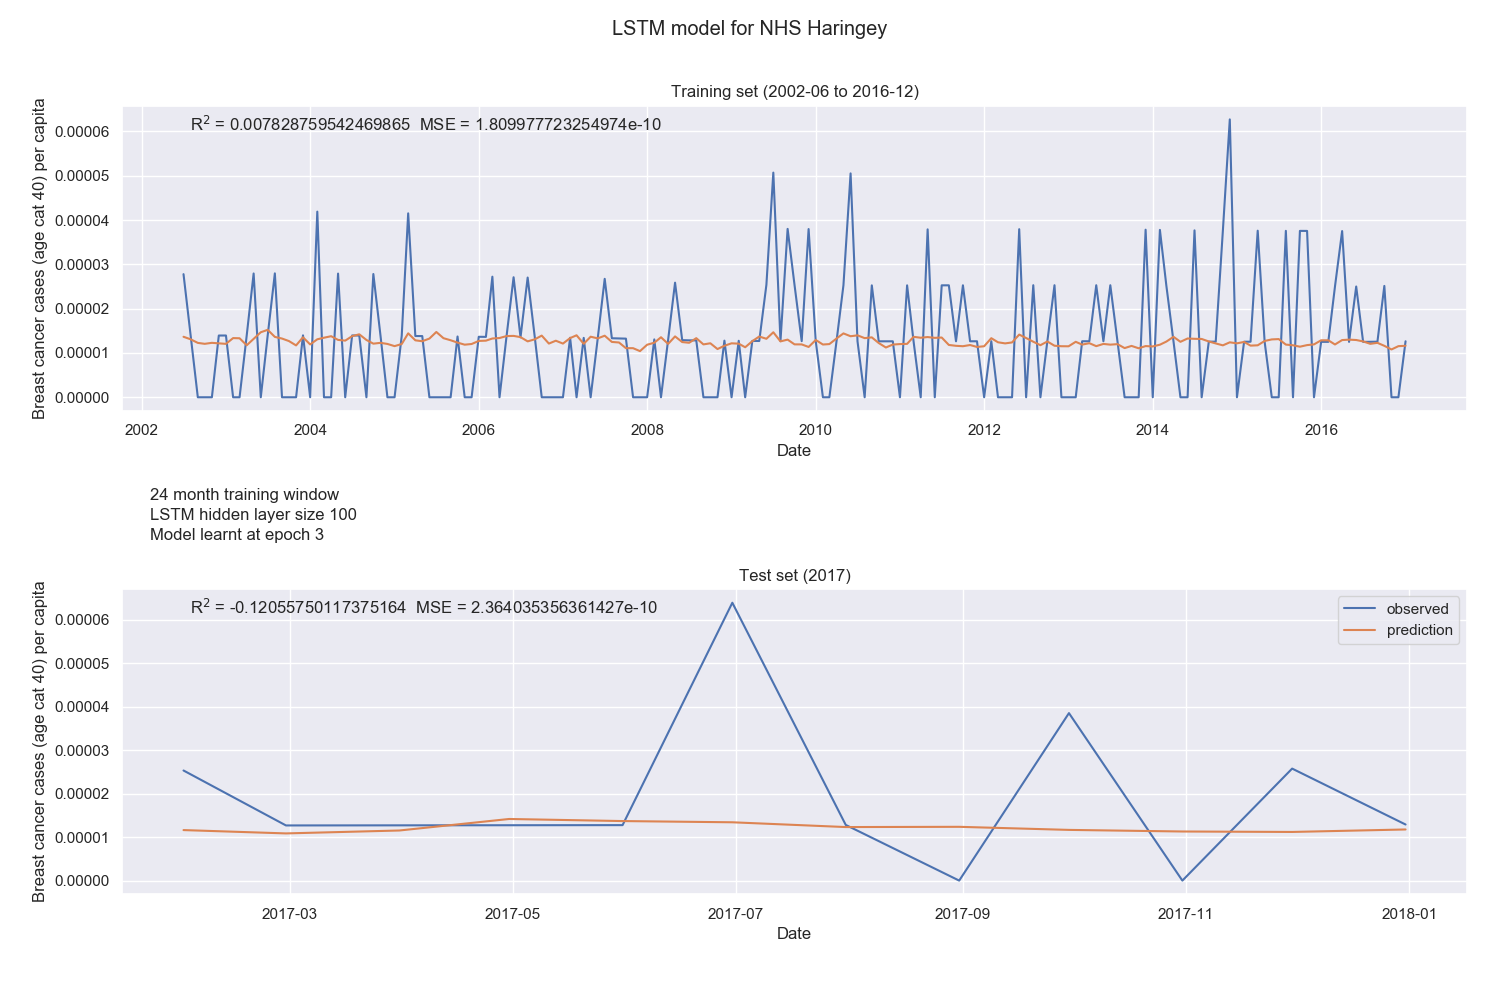 LSTM model for NHS Haringey
Training set (2002-06 to 2016-12)
R² = 0.007828759542469865 MSE = 1.809977723254974e-10
Breast cancer cases (age cat 40) per capita
0.00006
0.00005
0.00004
0.00003
0.00002
0.00001
0.00000
2002 2004 2006 2008 2010 2012 2014 2016
Date
24 month training window
LSTM hidden layer size 100
Model learnt at epoch 3
Test set (2017)
R² = -0.12055750117375164 MSE = 2.364035356361427e-10
observed
prediction
Breast cancer cases (age cat 40) per capita
0.00006
0.00005
0.00004
0.00003
0.00002
0.00001
0.00000
2017-03 2017-05 2017-07 2017-09 2017-11 2018-01
Date